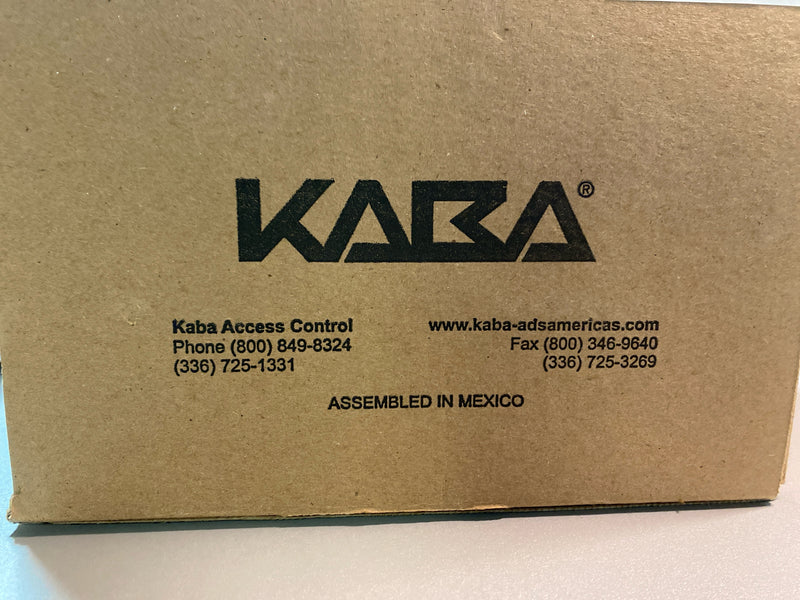 KABA®
Kaba Access Control
Phone (800) 849-8324
(336) 725-1331
www.kaba-adsamericas.com
Fax (800) 346-9640
(336) 725-3269
ASSEMBLED IN MEXICO